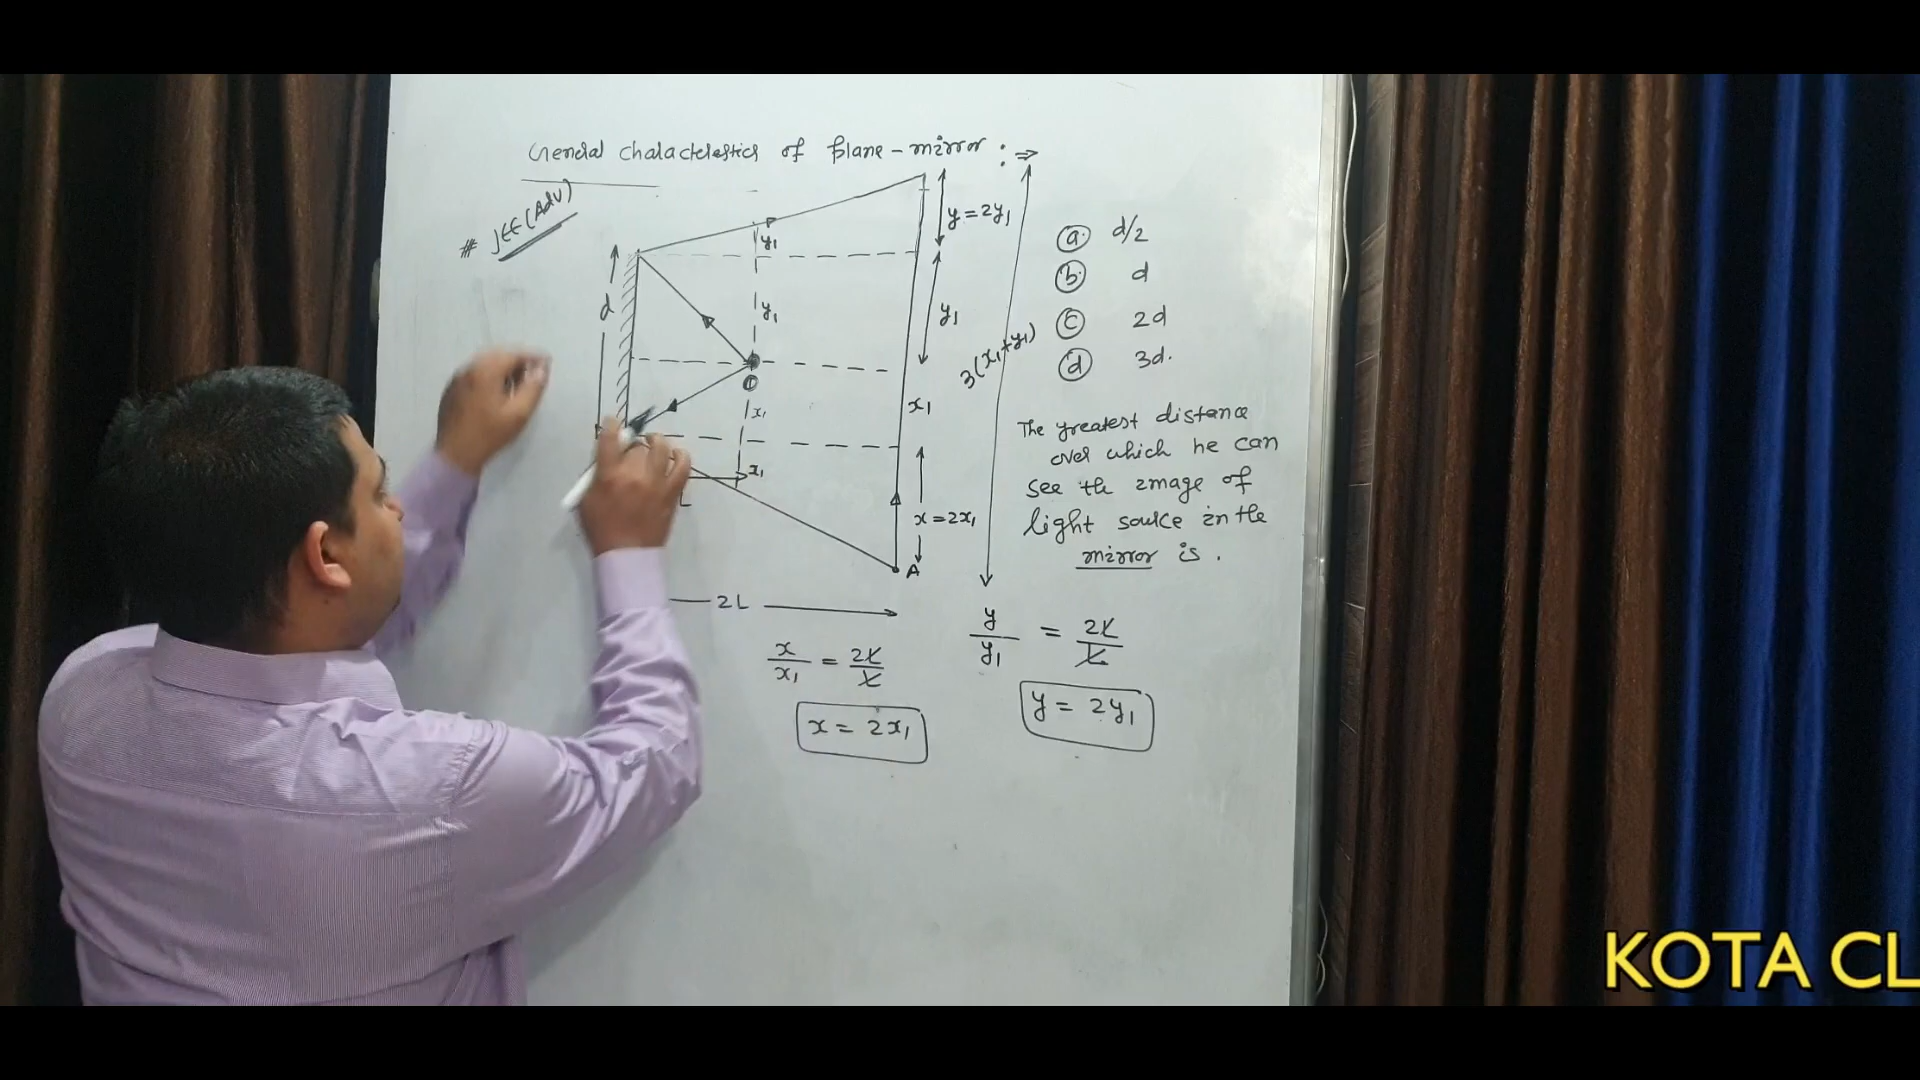 General characterestics of plane-mirror : ⇒
# JEE (Adv)
y = 2y₁
y₁
d
y₁
y₁
x₁
x₁
x₁
L
x = 2x₁
A
2L
3(x₁+y₁)
(a) d/2
(b) d
(c) 2d
(d) 3d.
The greatest distance
over which he can
see the image of
light source in the
mirror is .
x/x₁ = 2L/L
x = 2x₁
y/y₁ = 2L/L
y = 2y₁
KOTA CL